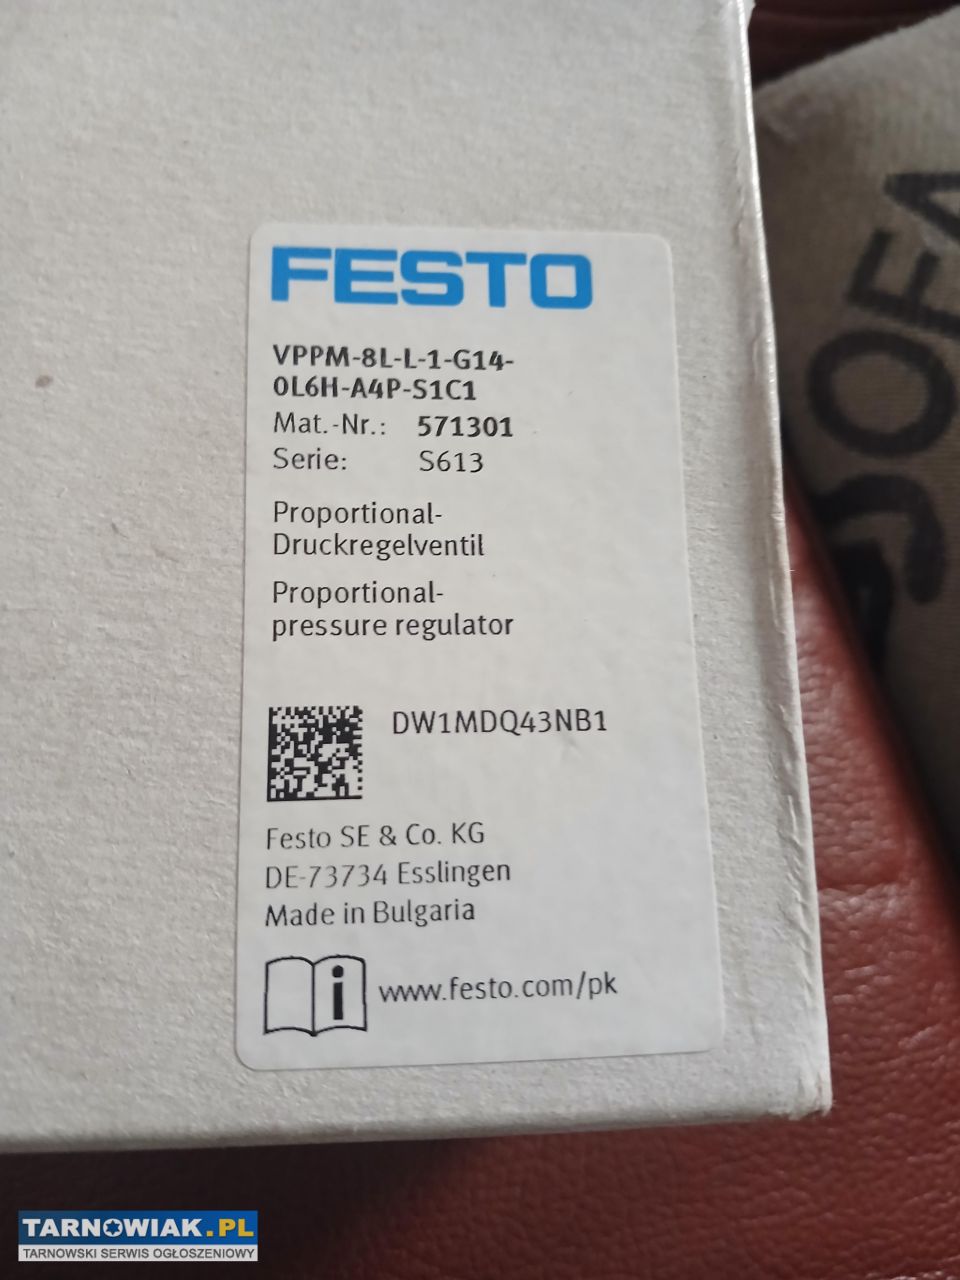 FESTO
VPPM-8L-L-1-G14-
0L6H-A4P-S1C1
Mat.-Nr.: 571301
Serie: S613
Proportional-
Druckregelventil
Proportional-
pressure regulator
DW1MDQ43NB1
Festo SE & Co. KG
DE-73734 Esslingen
Made in Bulgaria
i www.festo.com/pk
TARNOWIAK.PL
TARNOWSKI SERWIS OGŁOSZENIOWY